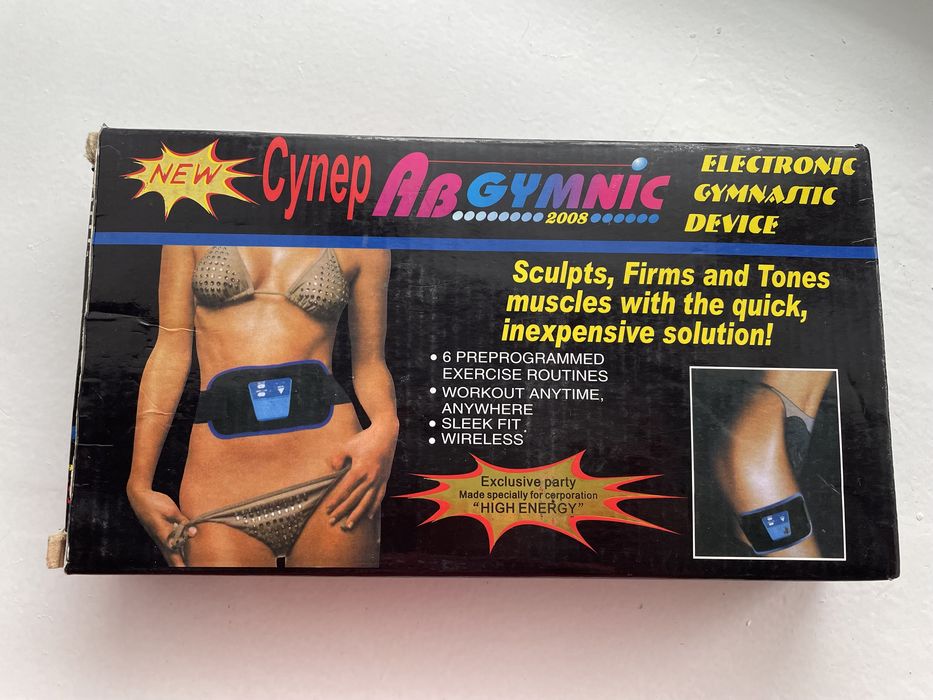 NEW
Супер AB GYMNIC
2008
ELECTRONIC
GYMNASTIC
DEVICE
Sculpts, Firms and Tones
muscles with the quick,
inexpensive solution!
• 6 PREPROGRAMMED
EXERCISE ROUTINES
• WORKOUT ANYTIME,
ANYWHERE
• SLEEK FIT
• WIRELESS
Exclusive party
Made specially for corporation
"HIGH ENERGY"